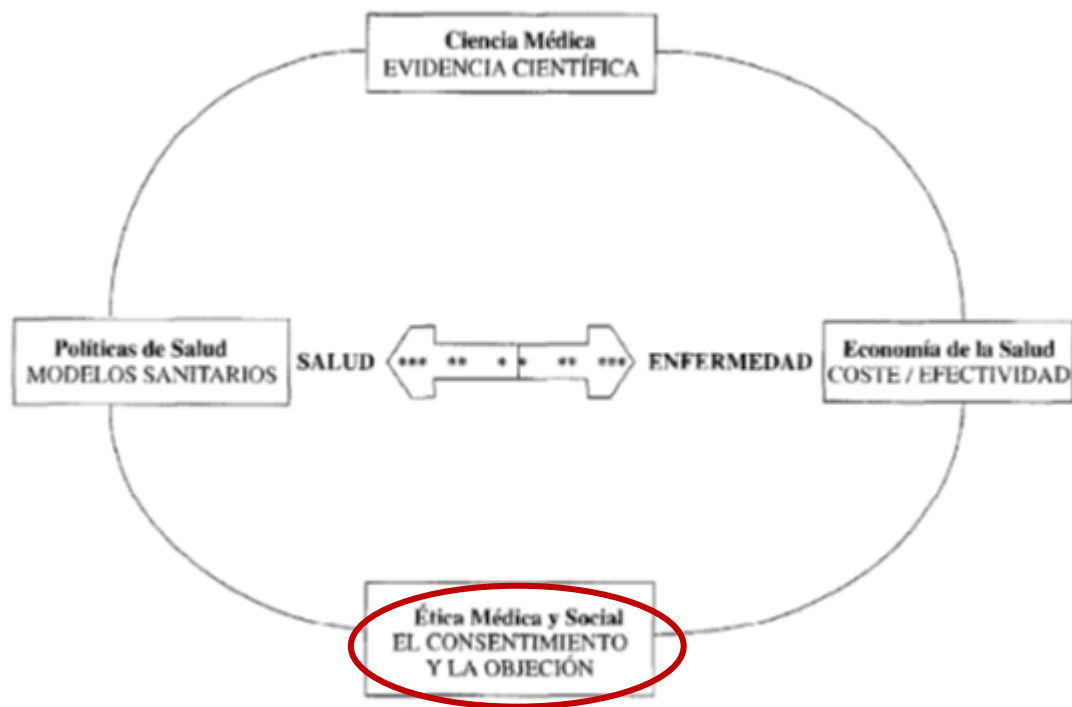 Ciencia Médica
EVIDENCIA CIENTÍFICA
Políticas de Salud
MODELOS SANITARIOS
SALUD
*** ** * * ** ***
ENFERMEDAD
Economía de la Salud
COSTE / EFECTIVIDAD
Ética Médica y Social
EL CONSENTIMIENTO
Y LA OBJECIÓN